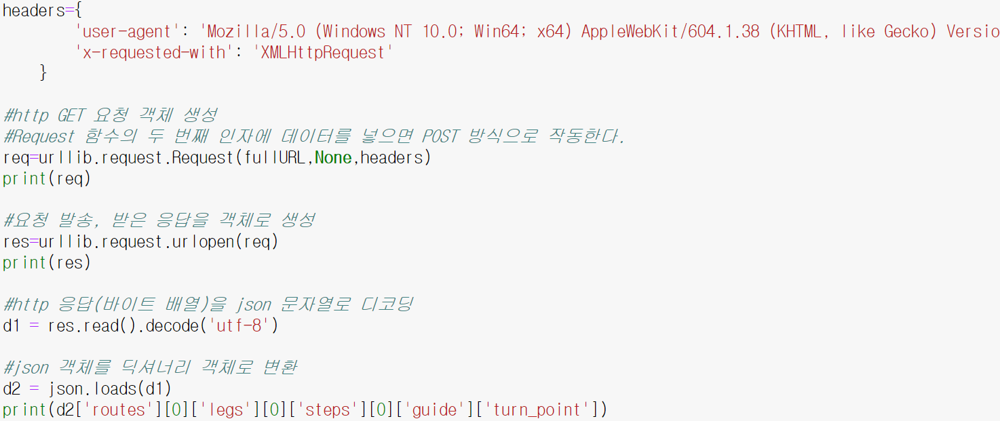 headers={
'user-agent': 'Mozilla/5.0 (Windows NT 10.0; Win64; x64) AppleWebKit/604.1.38 (KHTML, like Gecko) Versio
'x-requested-with': 'XMLHttpRequest'
}
#http GET 요청 객체 생성
#Request 함수의 두 번째 인자에 데이터를 넣으면 POST 방식으로 작동한다.
req=urllib.request.Request(fullURL,None,headers)
print(req)
#요청 발송, 받은 응답을 객체로 생성
res=urllib.request.urlopen(req)
print(res)
#http 응답(바이트 배열)을 json 문자열로 디코딩
d1 = res.read().decode('utf-8')
#json 객체를 딕셔너리 객체로 변환
d2 = json.loads(d1)
print(d2['routes'][0]['legs'][0]['steps'][0]['guide']['turn_point'])